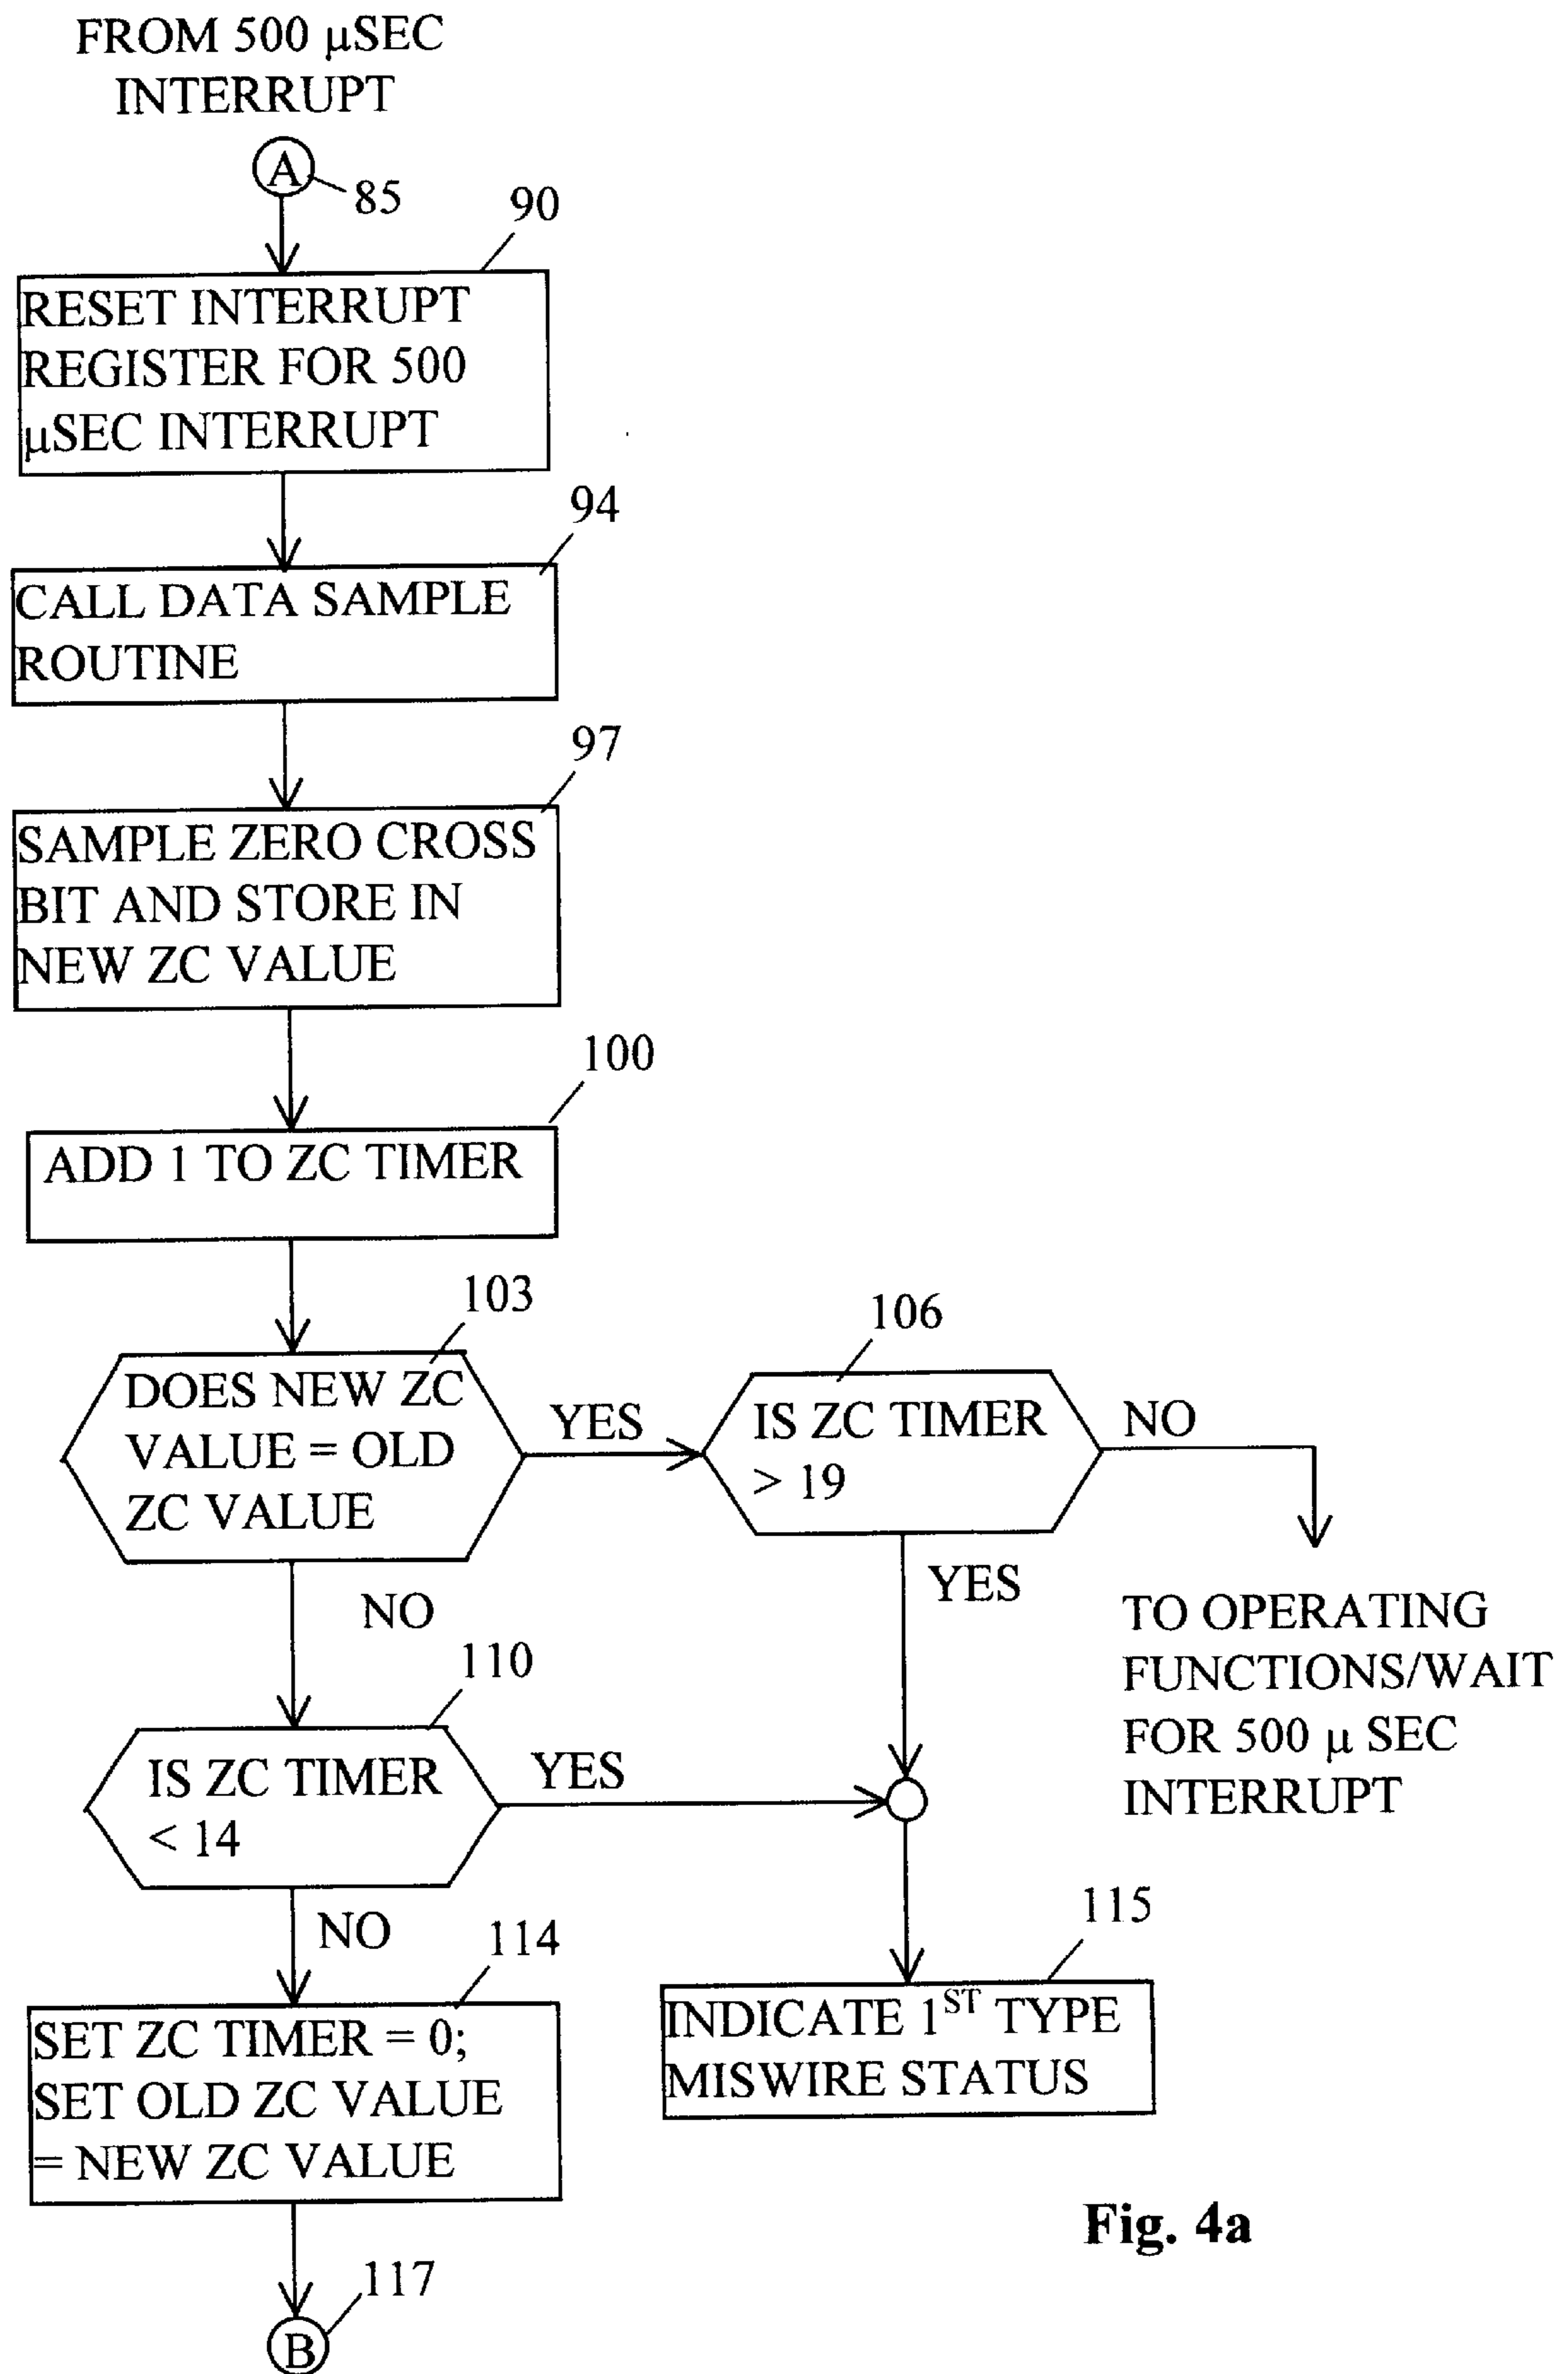 FROM 500 µSEC
INTERRUPT
A
85
90
RESET INTERRUPT
REGISTER FOR 500
µSEC INTERRUPT
94
CALL DATA SAMPLE
ROUTINE
97
SAMPLE ZERO CROSS
BIT AND STORE IN
NEW ZC VALUE
100
ADD 1 TO ZC TIMER
103
DOES NEW ZC
VALUE = OLD
ZC VALUE
YES
106
IS ZC TIMER
> 19
NO
TO OPERATING
FUNCTIONS/WAIT
FOR 500 µ SEC
INTERRUPT
YES
NO
110
IS ZC TIMER
< 14
YES
NO
114
SET ZC TIMER = 0;
SET OLD ZC VALUE
= NEW ZC VALUE
115
INDICATE 1ST TYPE
MISWIRE STATUS
117
B
Fig. 4a